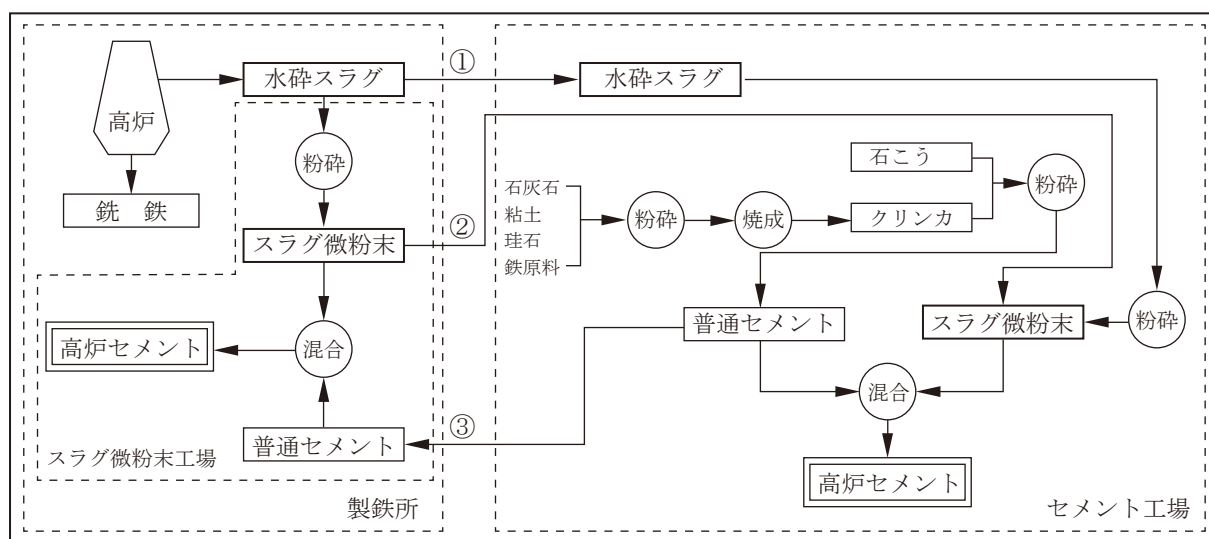 ①
水砕スラグ
水砕スラグ
高炉
粉砕
石こう
粉砕
銑 鉄
石灰石
粘土
珪石
鉄原料
粉砕
焼成
クリンカ
②
スラグ微粉末
普通セメント
スラグ微粉末
粉砕
高炉セメント
混合
混合
③
普通セメント
スラグ微粉末工場
高炉セメント
製鉄所
セメント工場